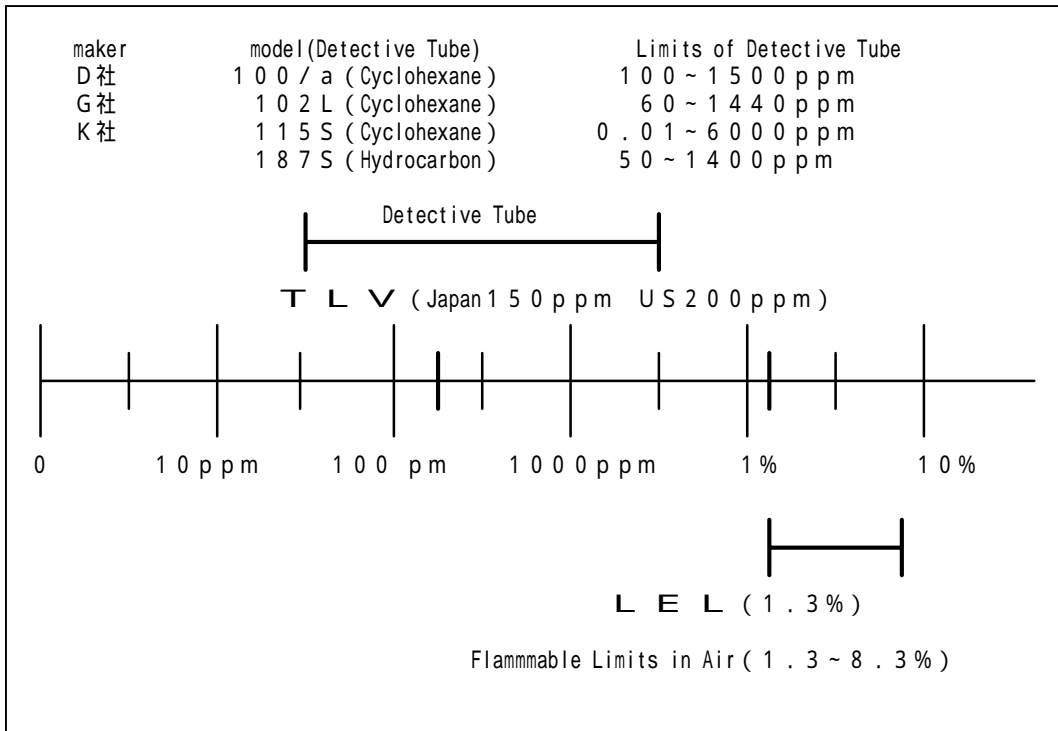 maker model(Detective Tube) Limits of Detective Tube
D社 100/a(Cyclohexane) 100~1500ppm
G社 102L(Cyclohexane) 60~1440ppm
K社 115S(Cyclohexane) 0.01~6000ppm
187S(Hydrocarbon) 50~1400ppm
Detective Tube
TLV(Japan150ppm US200ppm)
0 10ppm 100 pm 1000ppm 1% 10%
LEL(1.3%)
Flammmable Limits in Air(1.3~8.3%)